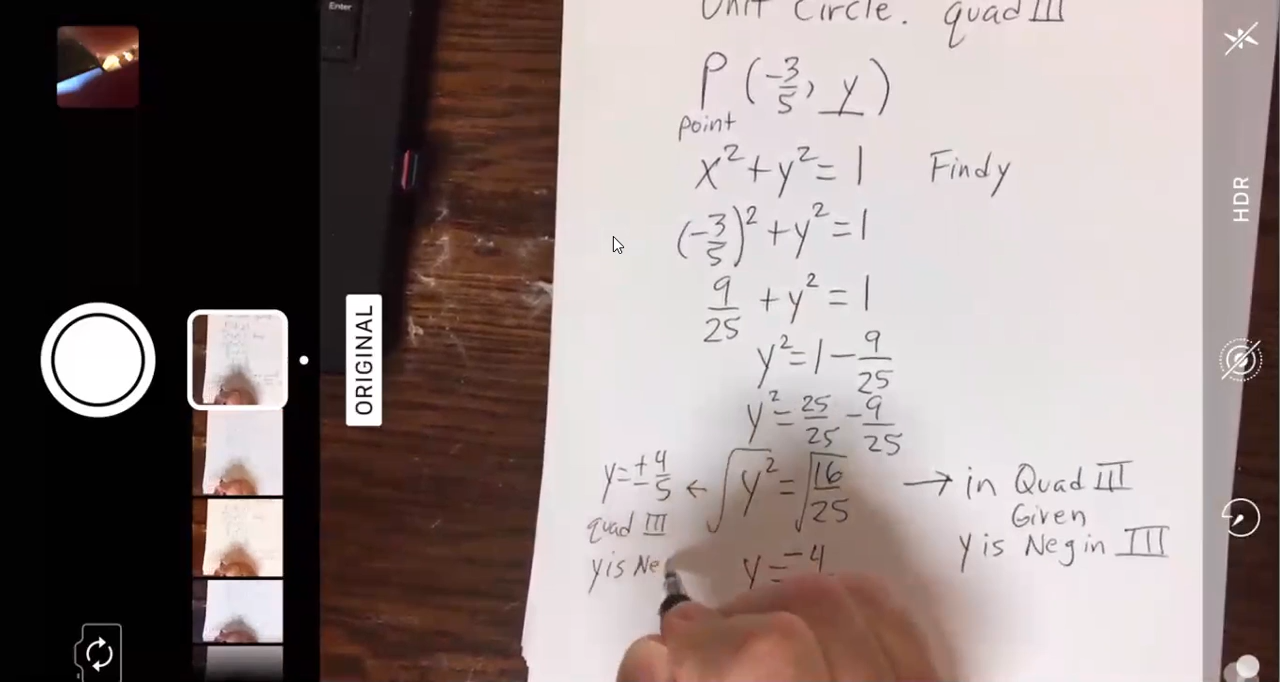 Enter
Unit Circle. quad III
P (-3/5, y)
point
x² + y² = 1 Find y
(-3/5)² + y² = 1
9/25 + y² = 1
y² = 1 - 9/25
y² = 25/25 - 9/25
y = ± 4/5 ← √y² = √16/25 → in Quad III
quad III
Given
y is Neg in III
y is Ne
y = -4
ORIGINAL
HDR